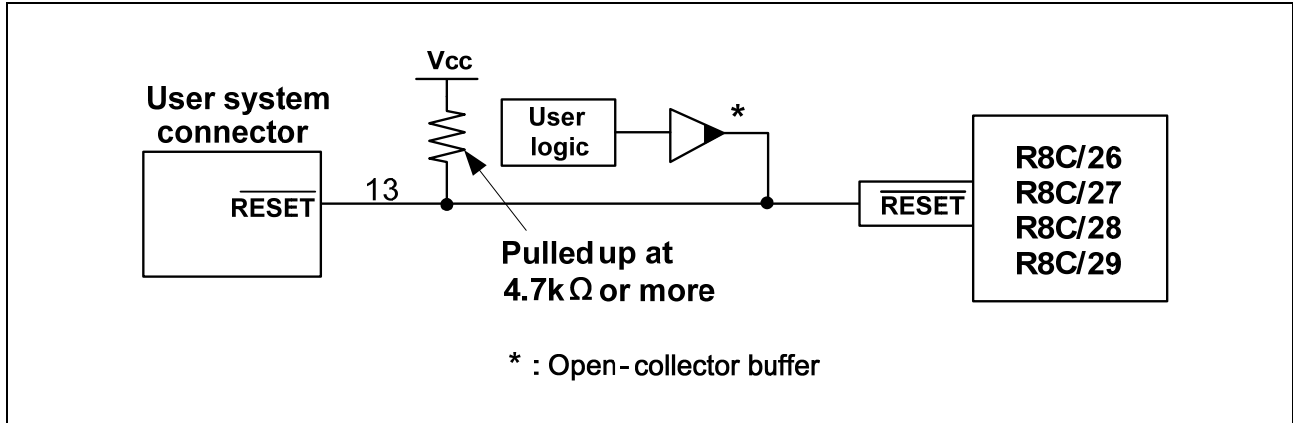 Vcc
User system
connector
RESET
13
User
logic
*
Pulled up at
4.7kΩ or more
RESET
R8C/26
R8C/27
R8C/28
R8C/29
* : Open-collector buffer